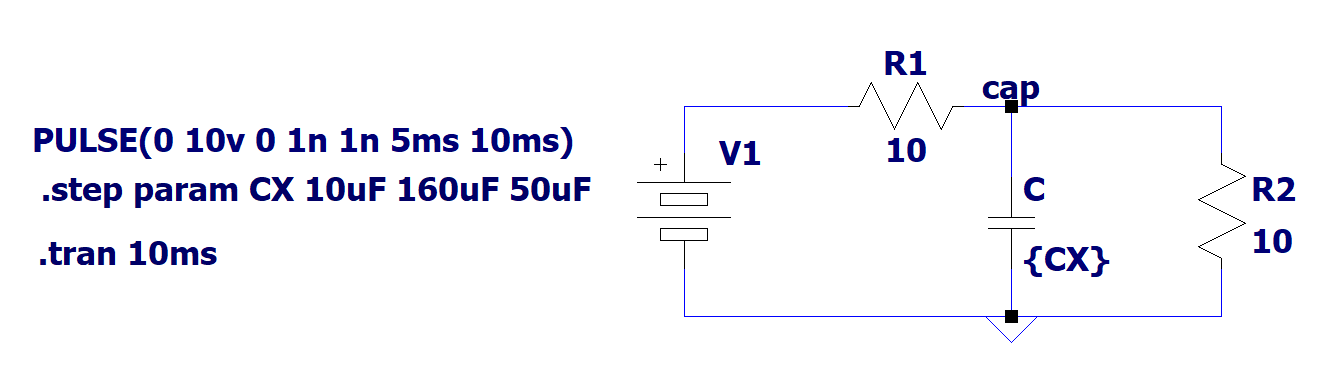 PULSE(0 10v 0 1n 1n 5ms 10ms)
.step param CX 10uF 160uF 50uF
.tran 10ms
V1
R1
10
cap
C
{CX}
R2
10